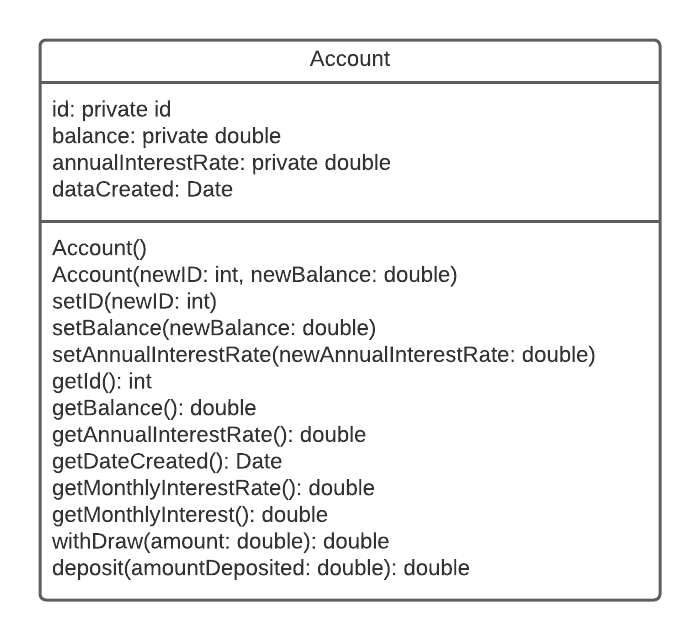 Account
id: private id
balance: private double
annualInterestRate: private double
dataCreated: Date
Account()
Account(newID: int, newBalance: double)
setID(newID: int)
setBalance(newBalance: double)
setAnnualInterestRate(newAnnualInterestRate: double)
getId(): int
getBalance(): double
getAnnualInterestRate(): double
getDateCreated(): Date
getMonthlyInterestRate(): double
getMonthlyInterest(): double
withDraw(amount: double): double
deposit(amountDeposited: double): double